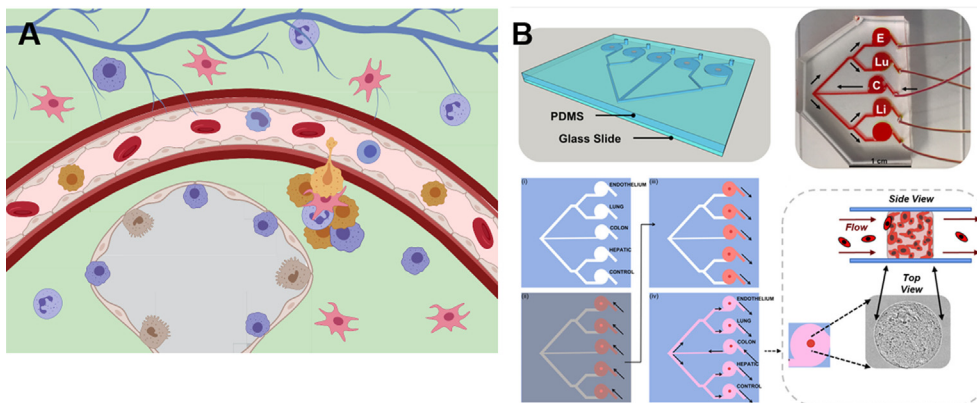 A
B
PDMS
Glass Slide
E
Lu
C
Li
1 cm
(i)
ENDOTHELIUM
LUNG
COLON
HEPATIC
CONTROL
(iii)
(ii)
(iv)
ENDOTHELIUM
LUNG
COLON
HEPATIC
CONTROL
Side View
Flow
Top
View